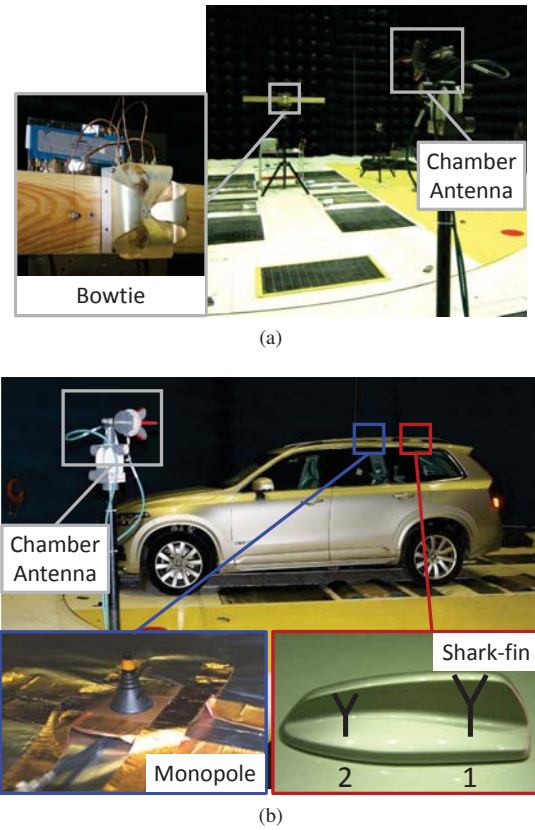 Chamber
Antenna
Bowtie
(a)
Chamber
Antenna
Shark-fin
Monopole
2
1
(b)